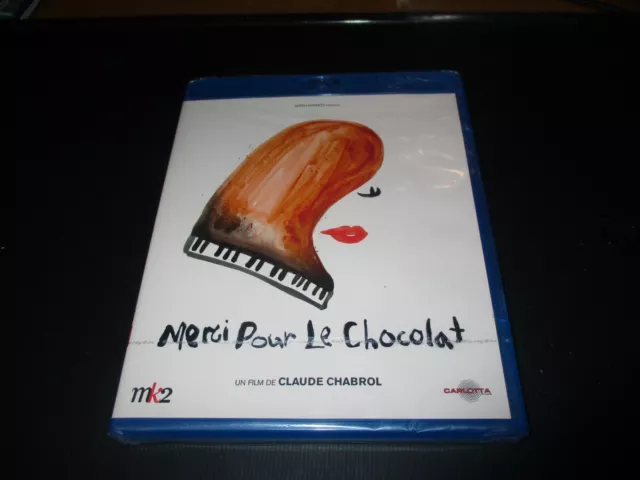 Merci Pour Le Chocolat
UN FILM DE CLAUDE CHABROL
mk2
CARLOTTA